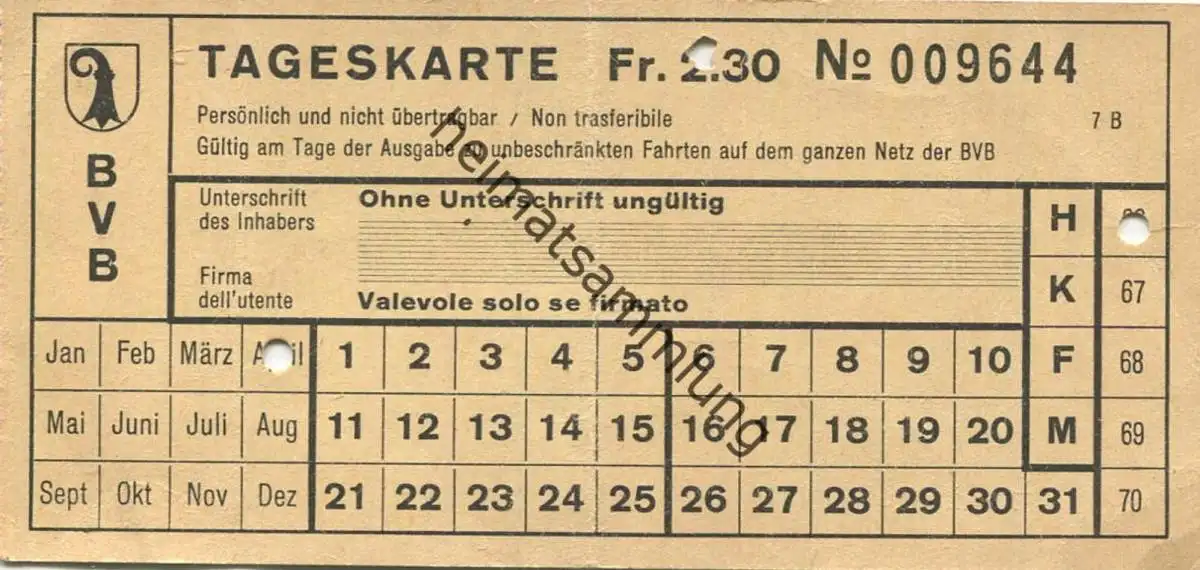 TAGESKARTE Fr. 2.30 № 009644
Persönlich und nicht übertragbar / Non trasferibile 7 B
Gültig am Tage der Ausgabe zu unbeschränkten Fahrten auf dem ganzen Netz der BVB
B
V
B
Unterschrift
des Inhabers
Ohne Unterschrift ungültig
Firma
dell'utente
Valevole solo se firmato
H
K 67
Jan Feb März April 1 2 3 4 5 6 7 8 9 10 F 68
Mai Juni Juli Aug 11 12 13 14 15 16 17 18 19 20 M 69
Sept Okt Nov Dez 21 22 23 24 25 26 27 28 29 30 31 70
heimatsammlung